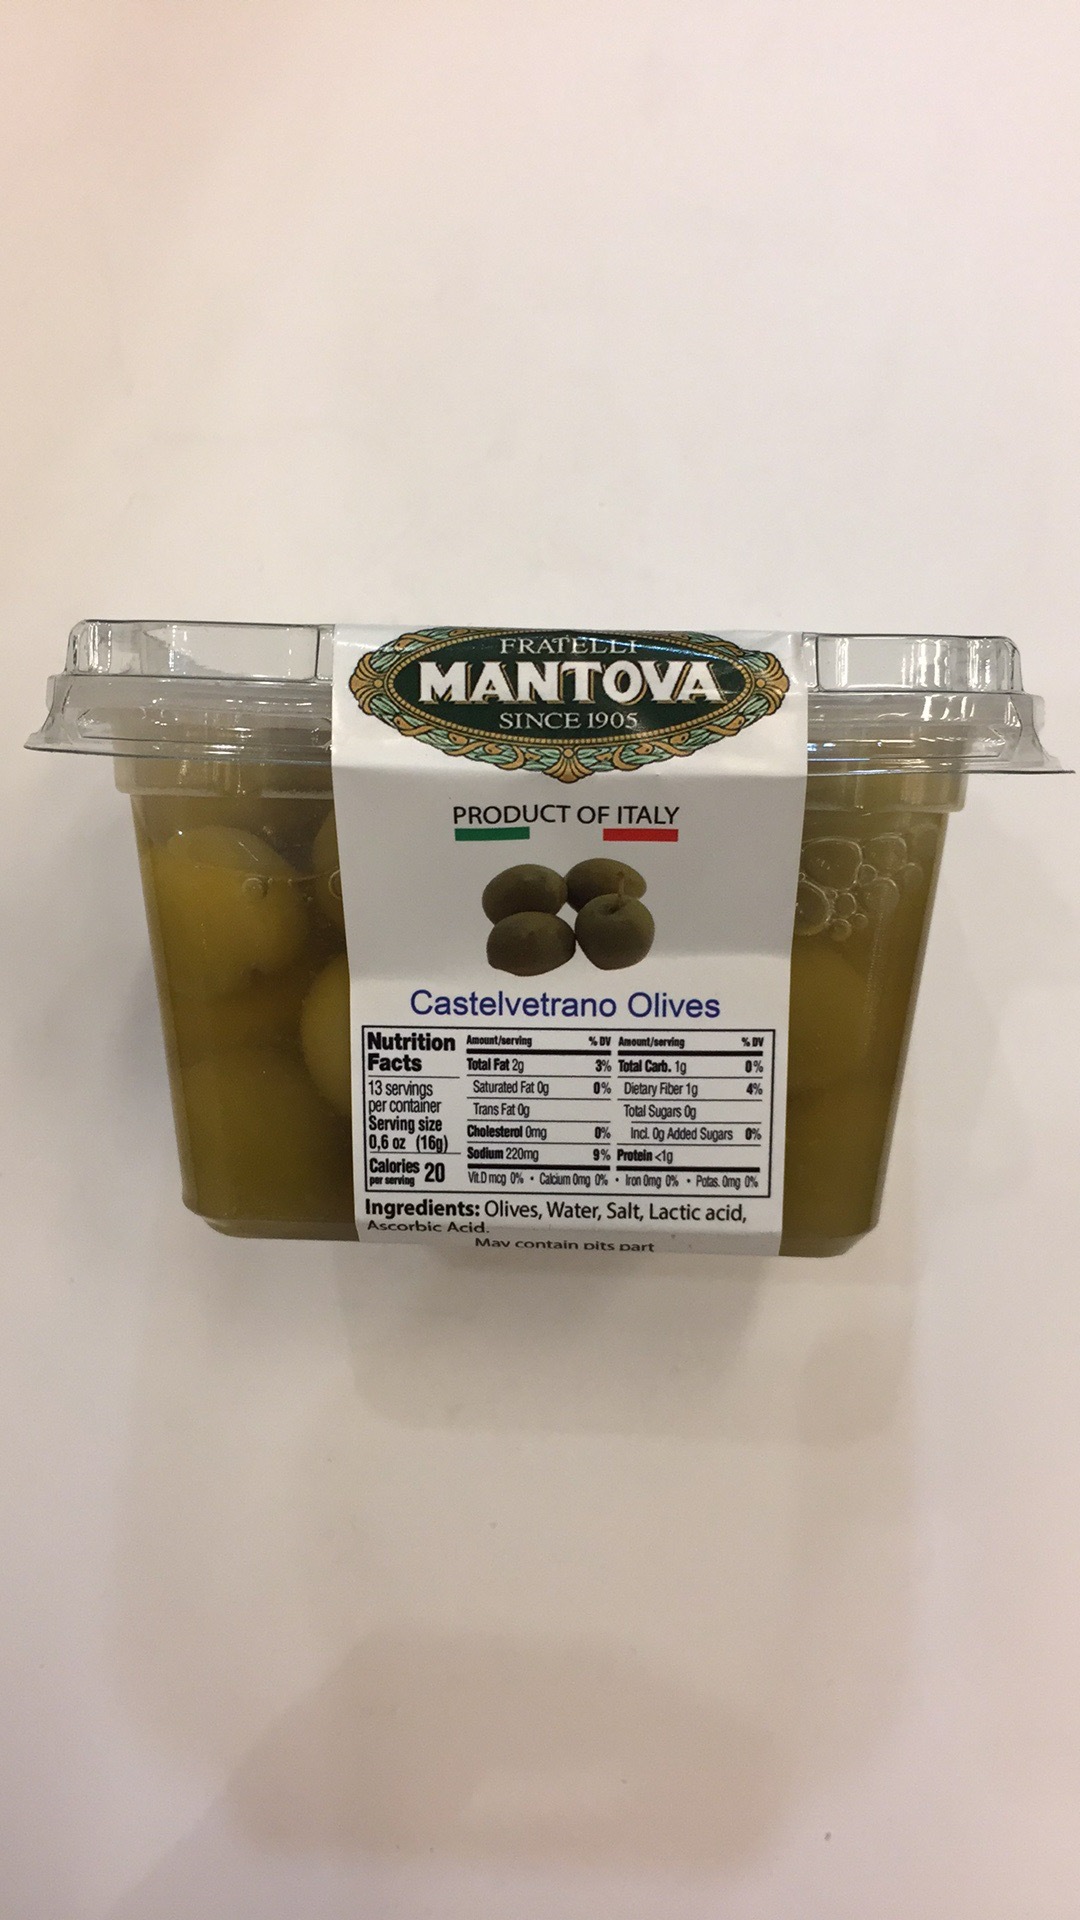 FRATELLI
MANTOVA
SINCE 1905
PRODUCT OF ITALY
Castelvetrano Olives
Nutrition
Facts
13 servings
per container
Serving size
0,6 oz (16g)
Calories 20
per serving
Amount/serving % DV
Total Fat 2g 3%
Saturated Fat 0g 0%
Trans Fat 0g
Cholesterol 0mg 0%
Sodium 220mg 9%
Amount/serving % DV
Total Carb. 1g 0%
Dietary Fiber 1g 4%
Total Sugars 0g
Incl. 0g Added Sugars 0%
Protein <1g
Vit.D mcg 0% • Calcium 0mg 0% • Iron 0mg 0% • Potas. 0mg 0%
Ingredients: Olives, Water, Salt, Lactic acid,
Ascorbic Acid.
May contain pits part